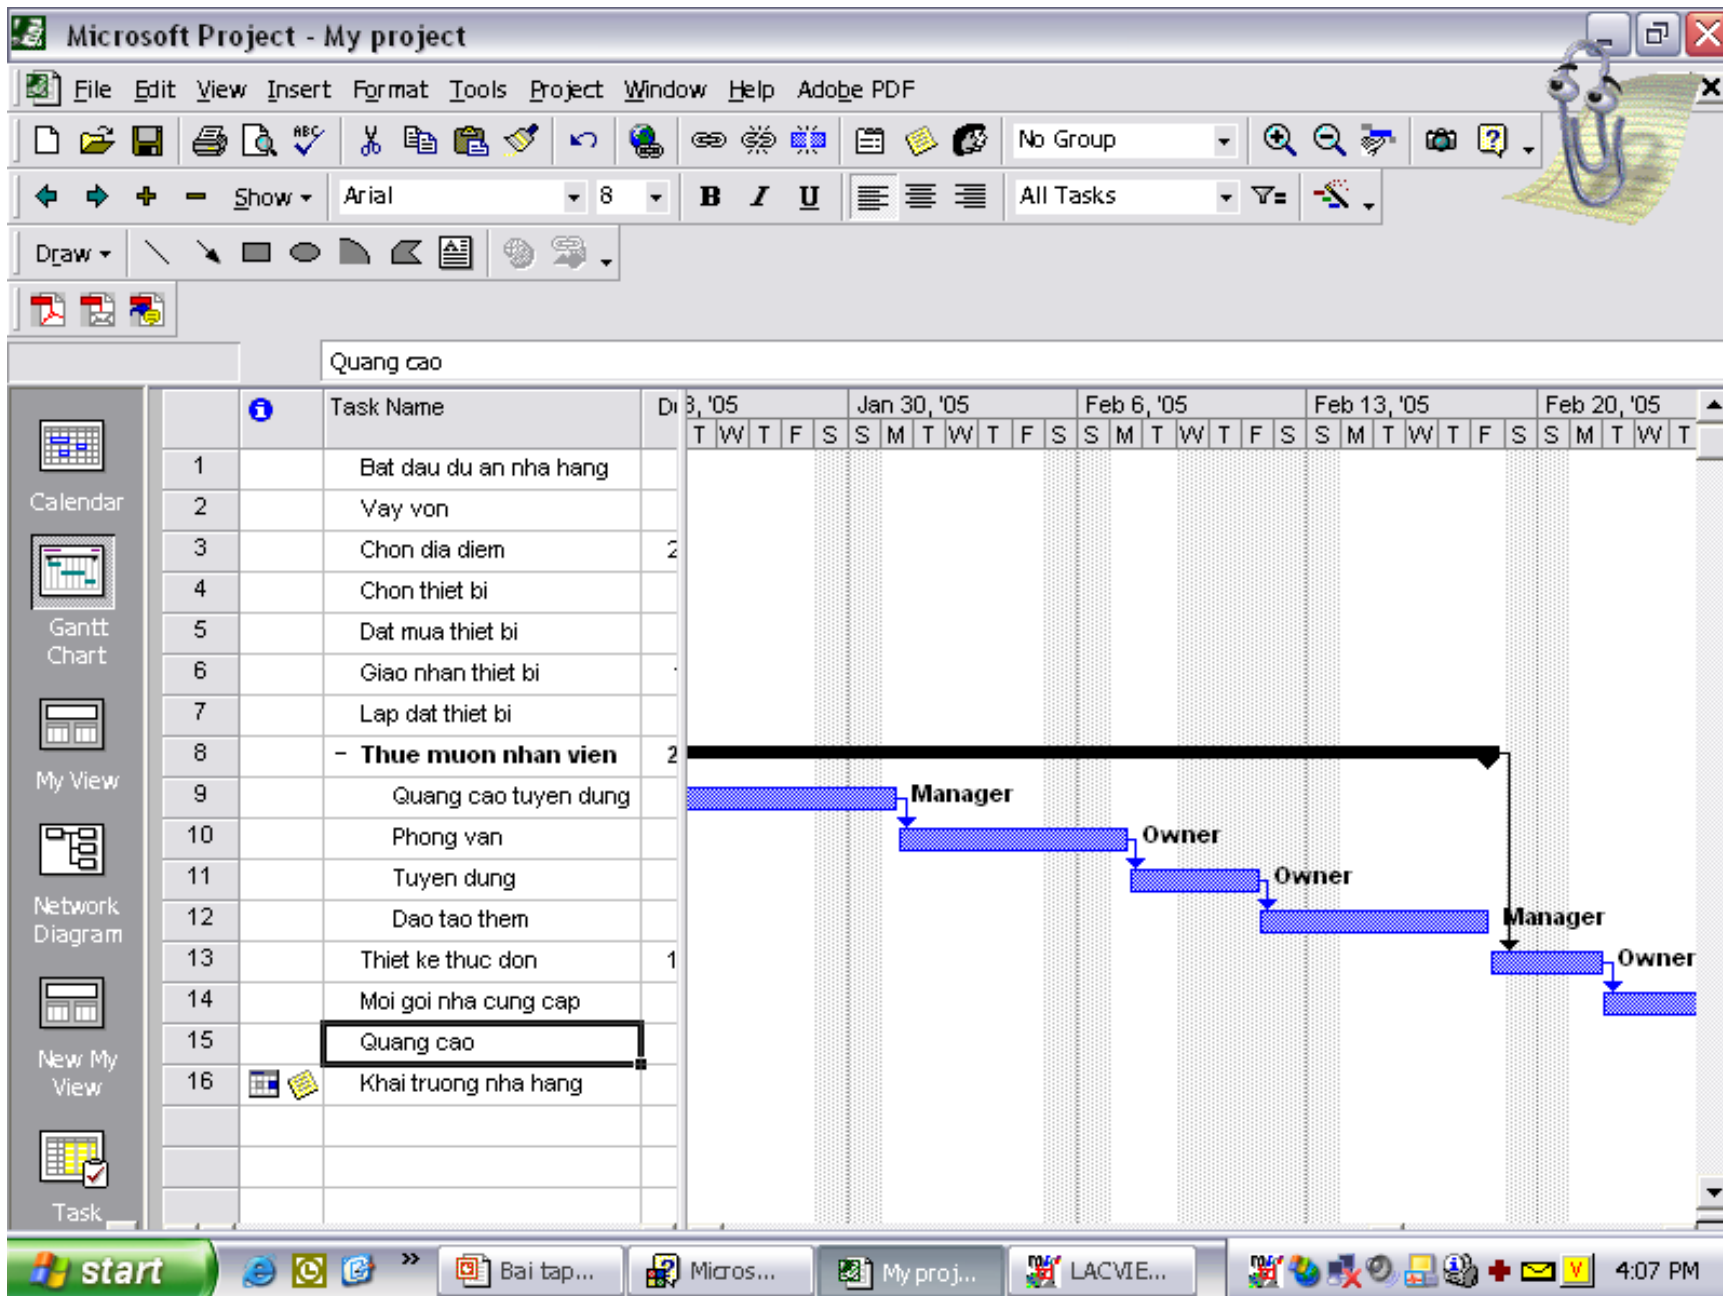 Microsoft Project - My project
File Edit View Insert Format Tools Project Window Help Adobe PDF
ABC No Group
Show Arial 8 B I U All Tasks
Draw
Quang cao
Task Name Du 3, '05 Jan 30, '05 Feb 6, '05 Feb 13, '05 Feb 20, '05
T W T F S S M T W T F S S M T W T F S S M T W T F S S M T W T
1 Bat dau du an nha hang
Calendar
2 Vay von
3 Chon dia diem 2
4 Chon thiet bi
Gantt
Chart
5 Dat mua thiet bi
6 Giao nhan thiet bi
7 Lap dat thiet bi
My View
8 - Thue muon nhan vien 2
9 Quang cao tuyen dung Manager
10 Phong van Owner
11 Tuyen dung Owner
Network
Diagram
12 Dao tao them Manager
13 Thiet ke thuc don 1 Owner
14 Moi goi nha cung cap
15 Quang cao
New My
View
16 Khai truong nha hang
Task
start » Bai tap... Micros... My proj... LACVIE... V 4:07 PM